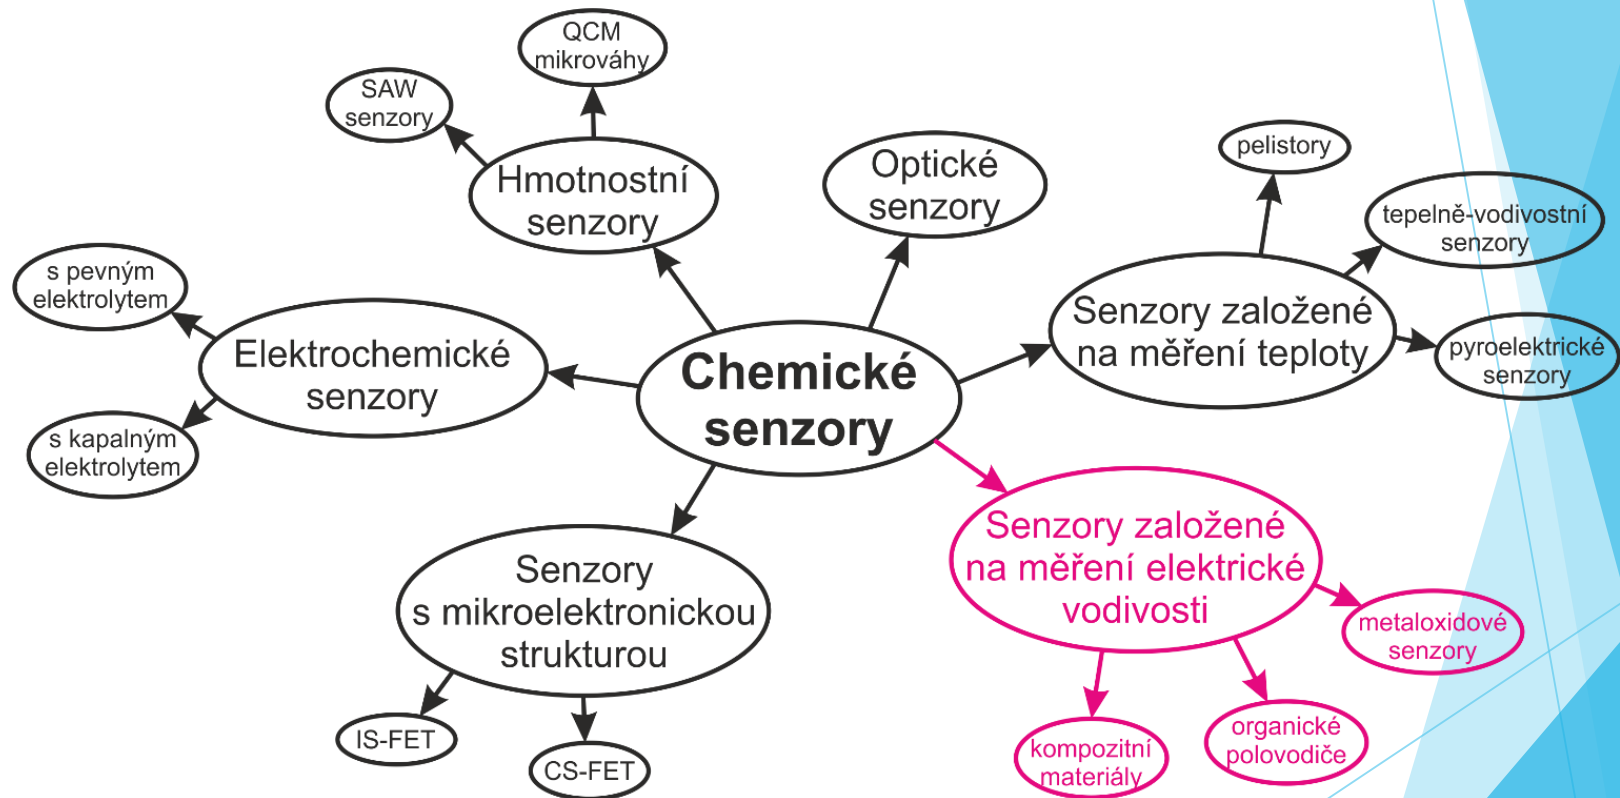 QCM
mikrováhy
SAW
senzory
Hmotnostní
senzory
Optické
senzory
pelistory
tepelně-vodivostní
senzory
Senzory založené
na měření teploty
pyroelektrické
senzory
s pevným
elektrolytem
Elektrochemické
senzory
s kapalným
elektrolytem
Chemické
senzory
Senzory založené
na měření elektrické
vodivosti
metaloxidové
senzory
organické
polovodiče
kompozitní
materiály
Senzory
s mikroelektronickou
strukturou
IS-FET
CS-FET